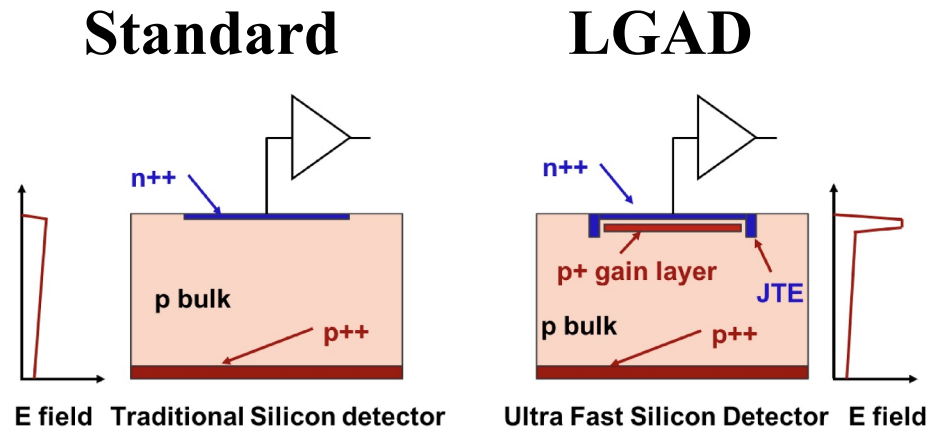 Standard
LGAD
n++
p bulk
p++
E field
Traditional Silicon detector
n++
p+ gain layer
JTE
p bulk
p++
Ultra Fast Silicon Detector
E field